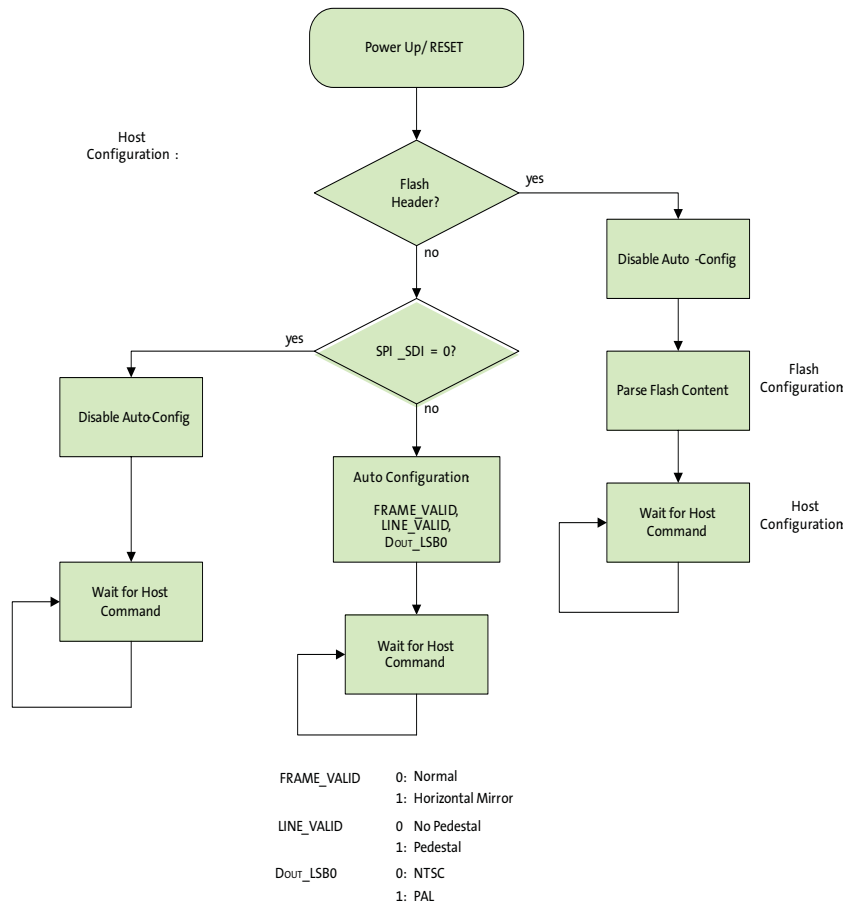 Power Up/ RESET
Host
Configuration :
Flash
Header?
yes
no
Disable Auto -Config
SPI _SDI = 0?
yes
no
Parse Flash Content
Flash
Configuration
Disable Auto-Config
Auto Configuration
FRAME_VALID,
LINE_VALID,
DOUT_LSB0
Wait for Host
Command
Host
Configuration
Wait for Host
Command
Wait for Host
Command
FRAME_VALID 0: Normal
1: Horizontal Mirror
LINE_VALID 0 No Pedestal
1: Pedestal
DOUT_LSB0 0: NTSC
1: PAL